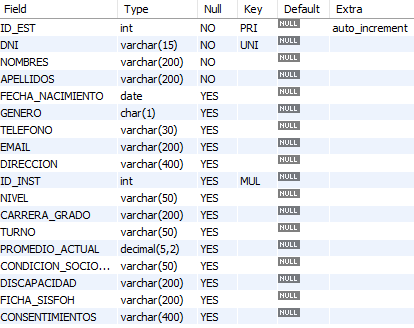 Field Type Null Key Default Extra
ID_EST int NO PRI NULL auto_increment
DNI varchar(15) NO UNI NULL
NOMBRES varchar(200) NO NULL
APELLIDOS varchar(200) NO NULL
FECHA_NACIMIENTO date YES NULL
GENERO char(1) YES NULL
TELEFONO varchar(30) YES NULL
EMAIL varchar(200) YES NULL
DIRECCION varchar(400) YES NULL
ID_INST int YES MUL NULL
NIVEL varchar(50) YES NULL
CARRERA_GRADO varchar(200) YES NULL
TURNO varchar(50) YES NULL
PROMEDIO_ACTUAL decimal(5,2) YES NULL
CONDICION_SOCIO... varchar(50) YES NULL
DISCAPACIDAD varchar(200) YES NULL
FICHA_SISFOH varchar(200) YES NULL
CONSENTIMIENTOS varchar(400) YES NULL